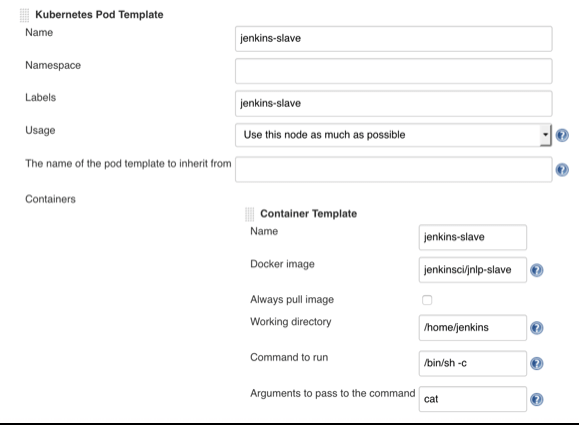 Kubernetes Pod Template
Name
jenkins-slave
Namespace
Labels
jenkins-slave
Usage
Use this node as much as possible
The name of the pod template to inherit from
Containers
Container Template
Name
jenkins-slave
Docker image
jenkinsci/jnlp-slave
Always pull image
Working directory
/home/jenkins
Command to run
/bin/sh -c
Arguments to pass to the command
cat